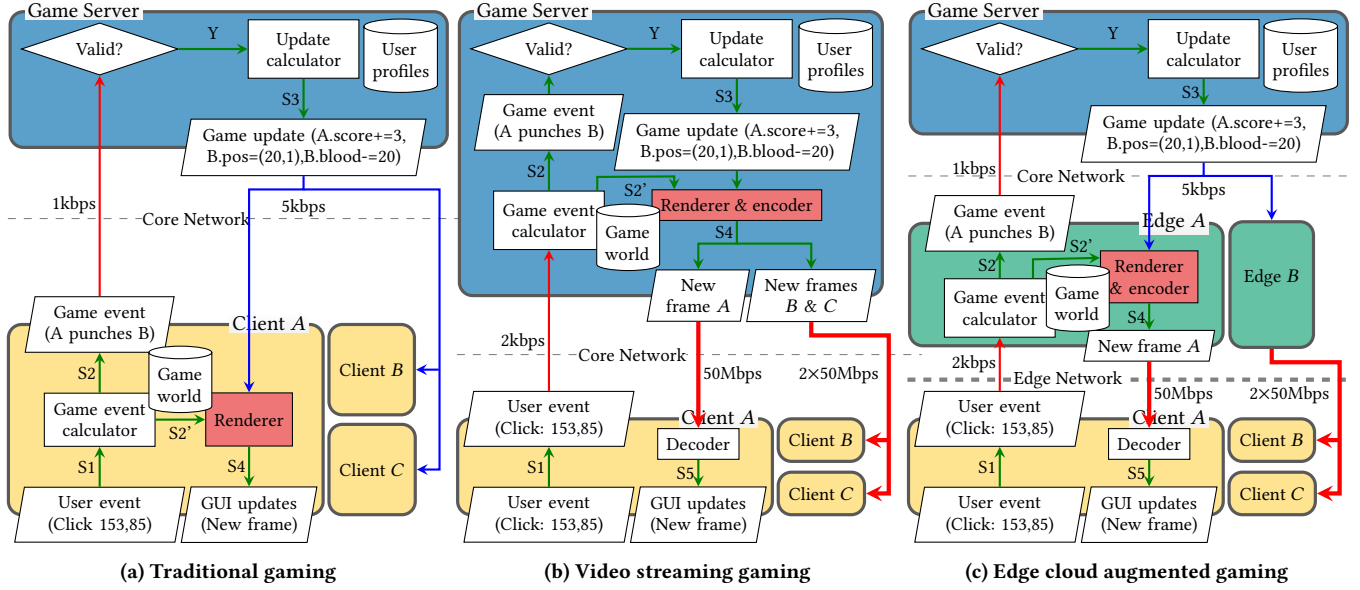 Game Server
Valid?
Y
Update
calculator
User
profiles
S3
Game update (A.score+=3,
B.pos=(20,1),B.blood-=20)
1kbps
5kbps
Core Network
Game event
(A punches B)
Client A
S2
Game
world
Game event
calculator
S2'
Renderer
S1
S4
User event
(Click 153,85)
GUI updates
(New frame)
Client B
Client C
(a) Traditional gaming
Game Server
Valid?
Y
Update
calculator
User
profiles
S3
Game event
(A punches B)
Game update (A.score+=3,
B.pos=(20,1),B.blood-=20)
S2
S2'
Game event
calculator
Game
world
Renderer & encoder
S4
New
frame A
New frames
B & C
2kbps
Core Network
50Mbps
2×50Mbps
User event
(Click: 153,85)
Client A
Decoder
S1
S5
User event
(Click: 153,85)
GUI updates
(New frame)
Client B
Client C
(b) Video streaming gaming
Game Server
Valid?
Y
Update
calculator
User
profiles
S3
Game update (A.score+=3,
B.pos=(20,1),B.blood-=20)
1kbps
Core Network
5kbps
Game event
(A punches B)
Edge A
S2
S2'
Game event
calculator
Game
world
Renderer
& encoder
S4
New frame A
Edge B
2kbps
Edge Network
50Mbps
2×50Mbps
User event
(Click: 153,85)
Client A
Decoder
S1
S5
User event
(Click: 153,85)
GUI updates
(New frame)
Client B
Client C
(c) Edge cloud augmented gaming